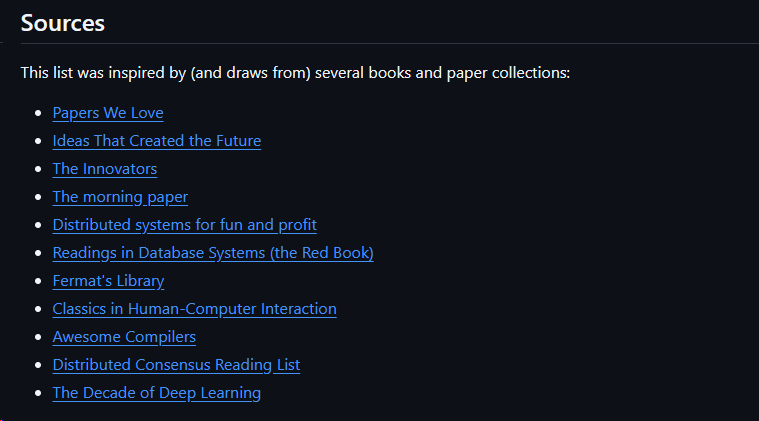 Sources
This list was inspired by (and draws from) several books and paper collections:
Papers We Love
Ideas That Created the Future
The Innovators
The morning paper
Distributed systems for fun and profit
Readings in Database Systems (the Red Book)
Fermat's Library
Classics in Human-Computer Interaction
Awesome Compilers
Distributed Consensus Reading List
The Decade of Deep Learning